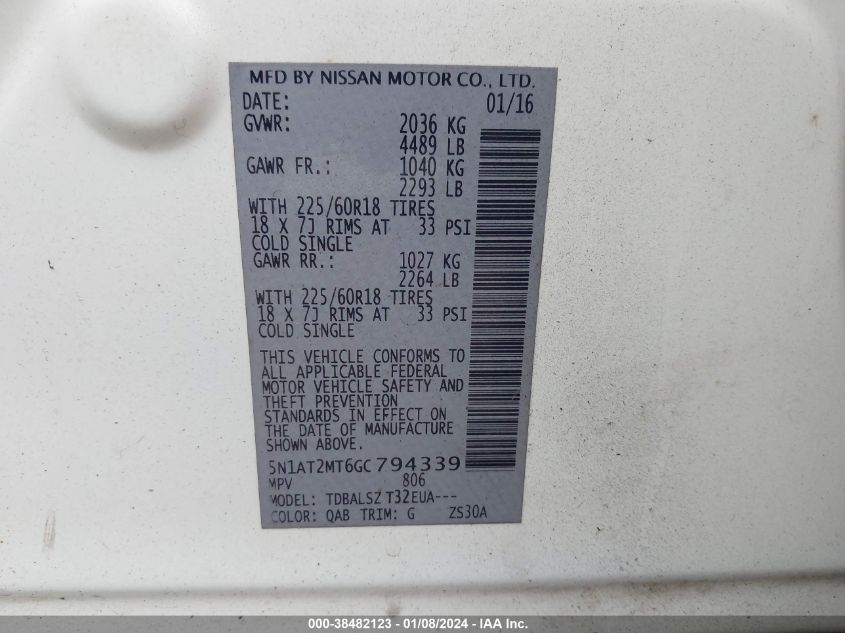 MFD BY NISSAN MOTOR CO., LTD.
DATE: 01/16
GVWR: 2036 KG
4489 LB
GAWR FR.: 1040 KG
2293 LB
WITH 225/60R18 TIRES
18 X 7J RIMS AT 33 PSI
COLD SINGLE
GAWR RR.: 1027 KG
2264 LB
WITH 225/60R18 TIRES
18 X 7J RIMS AT 33 PSI
COLD SINGLE
THIS VEHICLE CONFORMS TO
ALL APPLICABLE FEDERAL
MOTOR VEHICLE SAFETY AND
THEFT PREVENTION
STANDARDS IN EFFECT ON
THE DATE OF MANUFACTURE
SHOWN ABOVE.
5N1AT2MT6GC794339
MPV 806
MODEL: TDBALSZ T32EUA---
COLOR: QAB TRIM: G ZS30A
000-38482123 - 01/08/2024 - IAA Inc.